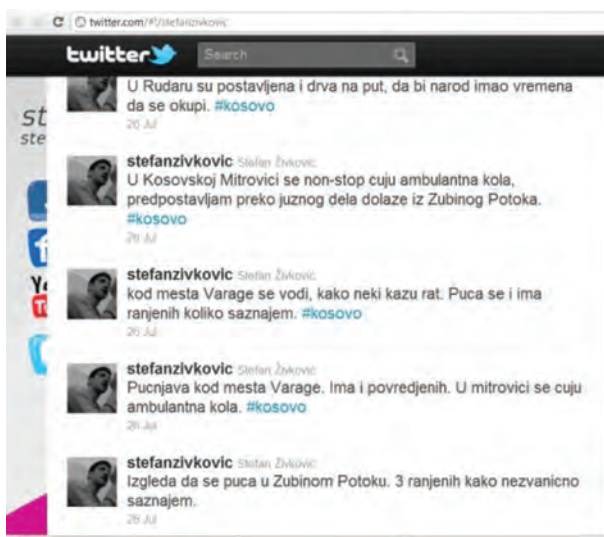 twitter.com/#!/stefanzivkovic
twitter
Search
U Rudaru su postavljena i drva na put, da bi narod imao vremena
da se okupi. #kosovo
26 Jul
st
ste
stefanzivkovic Stefan Živković
U Kosovskoj Mitrovici se non-stop cuju ambulantna kola,
predpostavljam preko juznog dela dolaze iz Zubinog Potoka.
#kosovo
26 Jul
stefanzivkovic Stefan Živković
kod mesta Varage se vodi, kako neki kazu rat. Puca se i ima
ranjenih koliko saznajem. #kosovo
26 Jul
stefanzivkovic Stefan Živković
Pucnjava kod mesta Varage. Ima i povredjenih. U mitrovici se cuju
ambulantna kola. #kosovo
26 Jul
stefanzivkovic Stefan Živković
Izgleda da se puca u Zubinom Potoku. 3 ranjenih kako nezvanicno
saznajem.
26 Jul